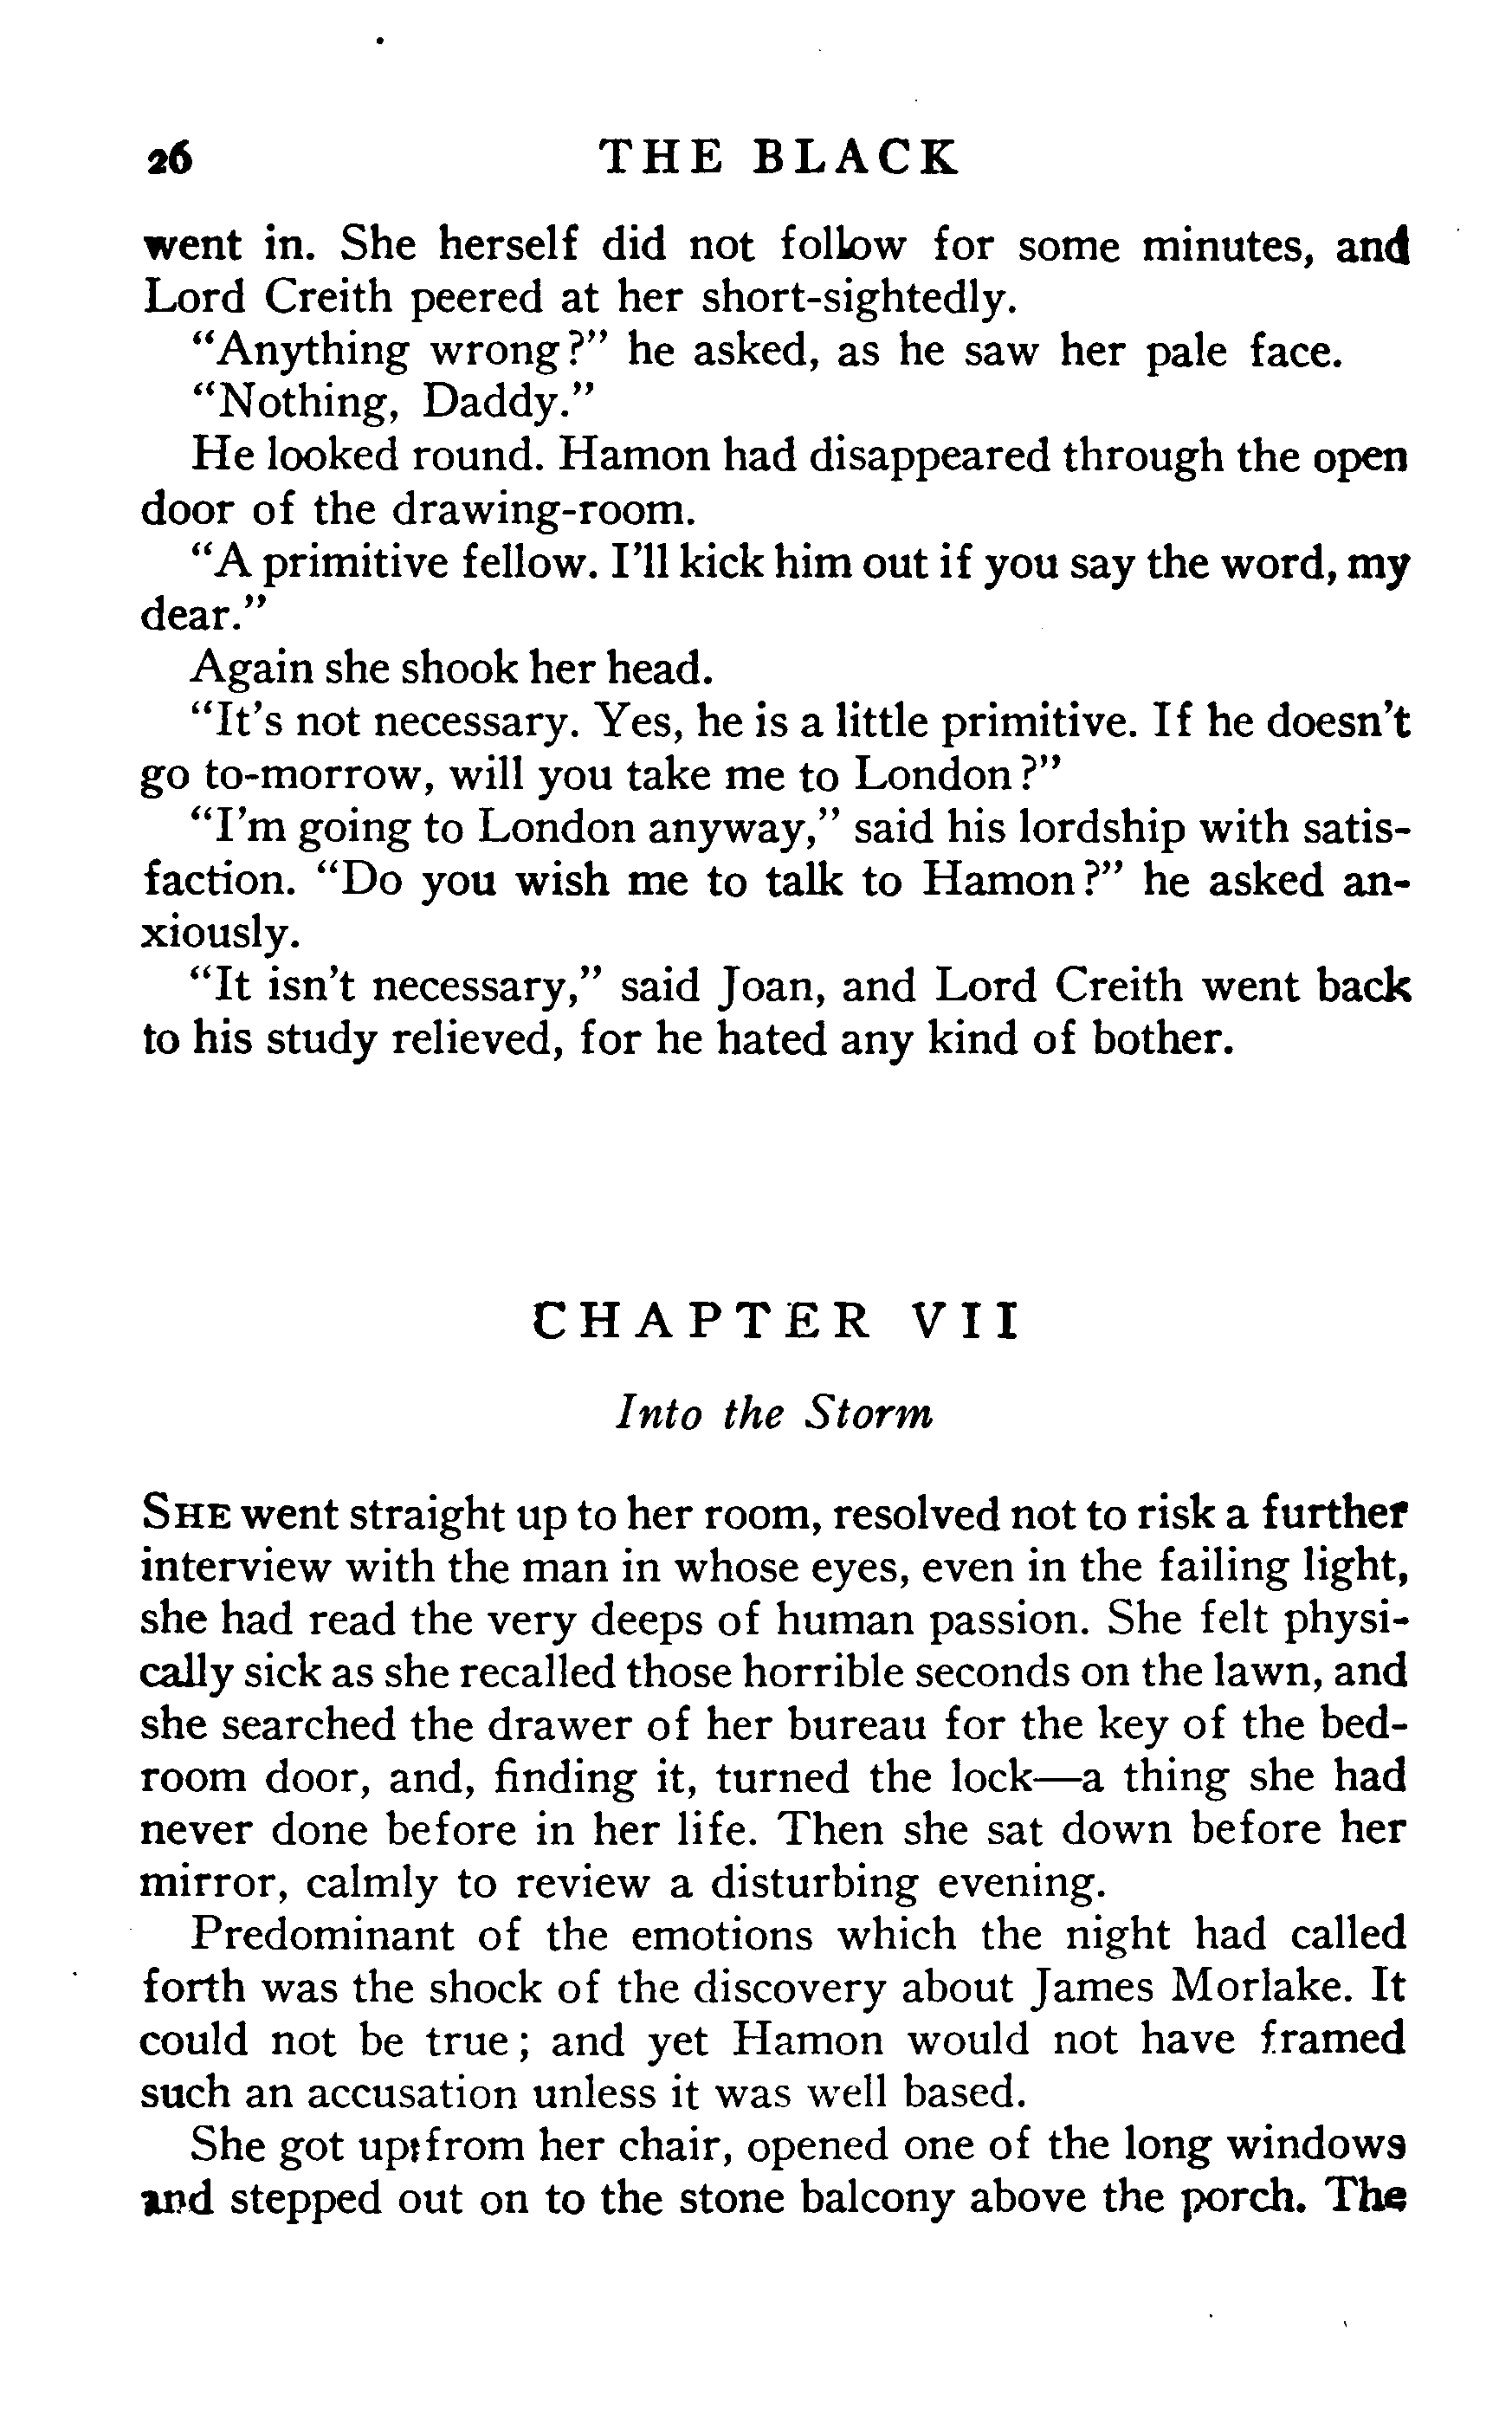 26 THE BLACK
went in. She herself did not follow for some minutes, and
Lord Creith peered at her short-sightedly.
"Anything wrong?" he asked, as he saw her pale face.
"Nothing, Daddy."
He looked round. Hamon had disappeared through the open
door of the drawing-room.
"A primitive fellow. I'll kick him out if you say the word, my
dear."
Again she shook her head.
"It's not necessary. Yes, he is a little primitive. If he doesn't
go to-morrow, will you take me to London?"
"I'm going to London anyway," said his lordship with satis-
faction. "Do you wish me to talk to Hamon?" he asked an-
xiously.
"It isn't necessary," said Joan, and Lord Creith went back
to his study relieved, for he hated any kind of bother.
CHAPTER VII
Into the Storm
SHE went straight up to her room, resolved not to risk a further
interview with the man in whose eyes, even in the failing light,
she had read the very deeps of human passion. She felt physi-
cally sick as she recalled those horrible seconds on the lawn, and
she searched the drawer of her bureau for the key of the bed-
room door, and, finding it, turned the lock—a thing she had
never done before in her life. Then she sat down before her
mirror, calmly to review a disturbing evening.
Predominant of the emotions which the night had called
forth was the shock of the discovery about James Morlake. It
could not be true; and yet Hamon would not have framed
such an accusation unless it was well based.
She got up from her chair, opened one of the long windows
and stepped out on to the stone balcony above the porch. The